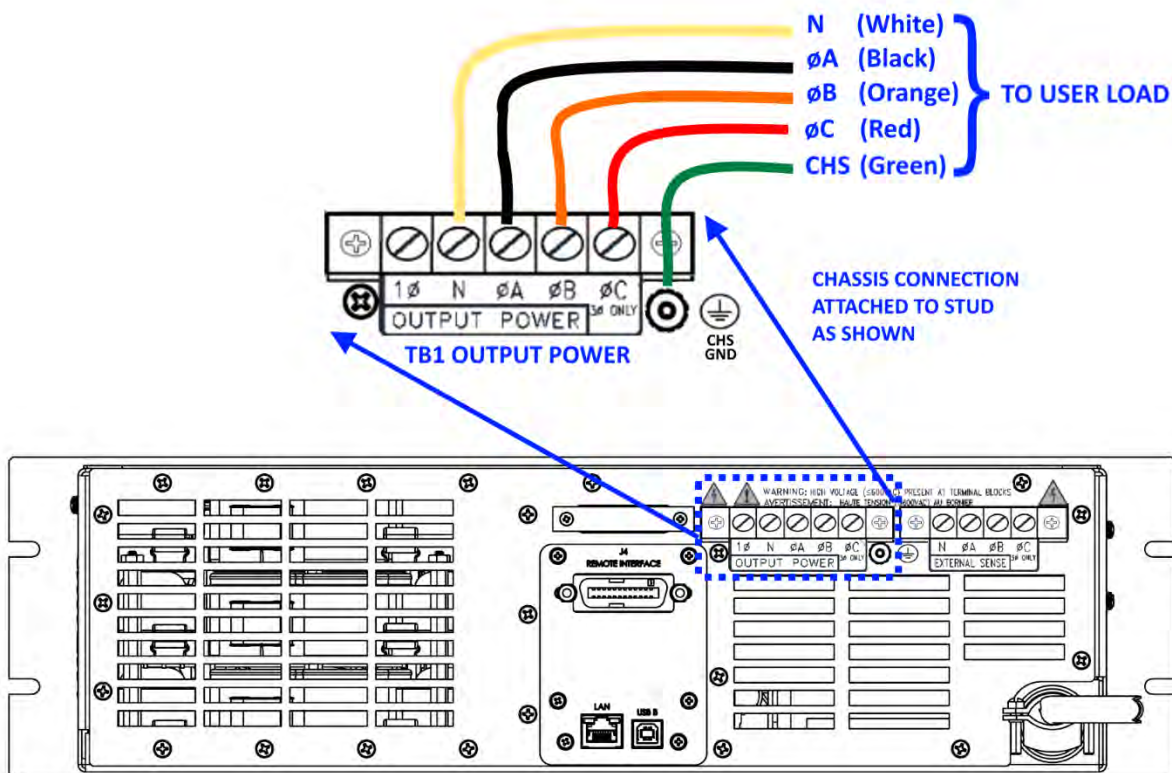 N (White)
øA (Black)
øB (Orange)
øC (Red)
CHS (Green)
TO USER LOAD
1ø N øA øB øC
3ø ONLY
OUTPUT POWER
CHS
GND
TB1 OUTPUT POWER
CHASSIS CONNECTION
ATTACHED TO STUD
AS SHOWN
WARNING: HIGH VOLTAGE (≤600VAC) PRESENT AT TERMINAL BLOCKS
AVERTISSEMENT: HAUTE TENSION (≤600VAC) AU BORNIER
1ø N øA øB øC
3ø ONLY
OUTPUT POWER
N øA øB øC
3ø ONLY
EXTERNAL SENSE
J4
REMOTE INTERFACE
LAN
USB B